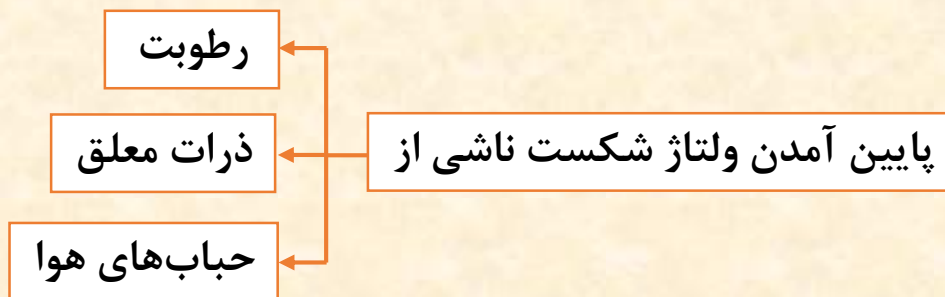 پایین آمدن ولتاژ شکست ناشی از
رطوبت
ذرات معلق
حباب‌های هوا